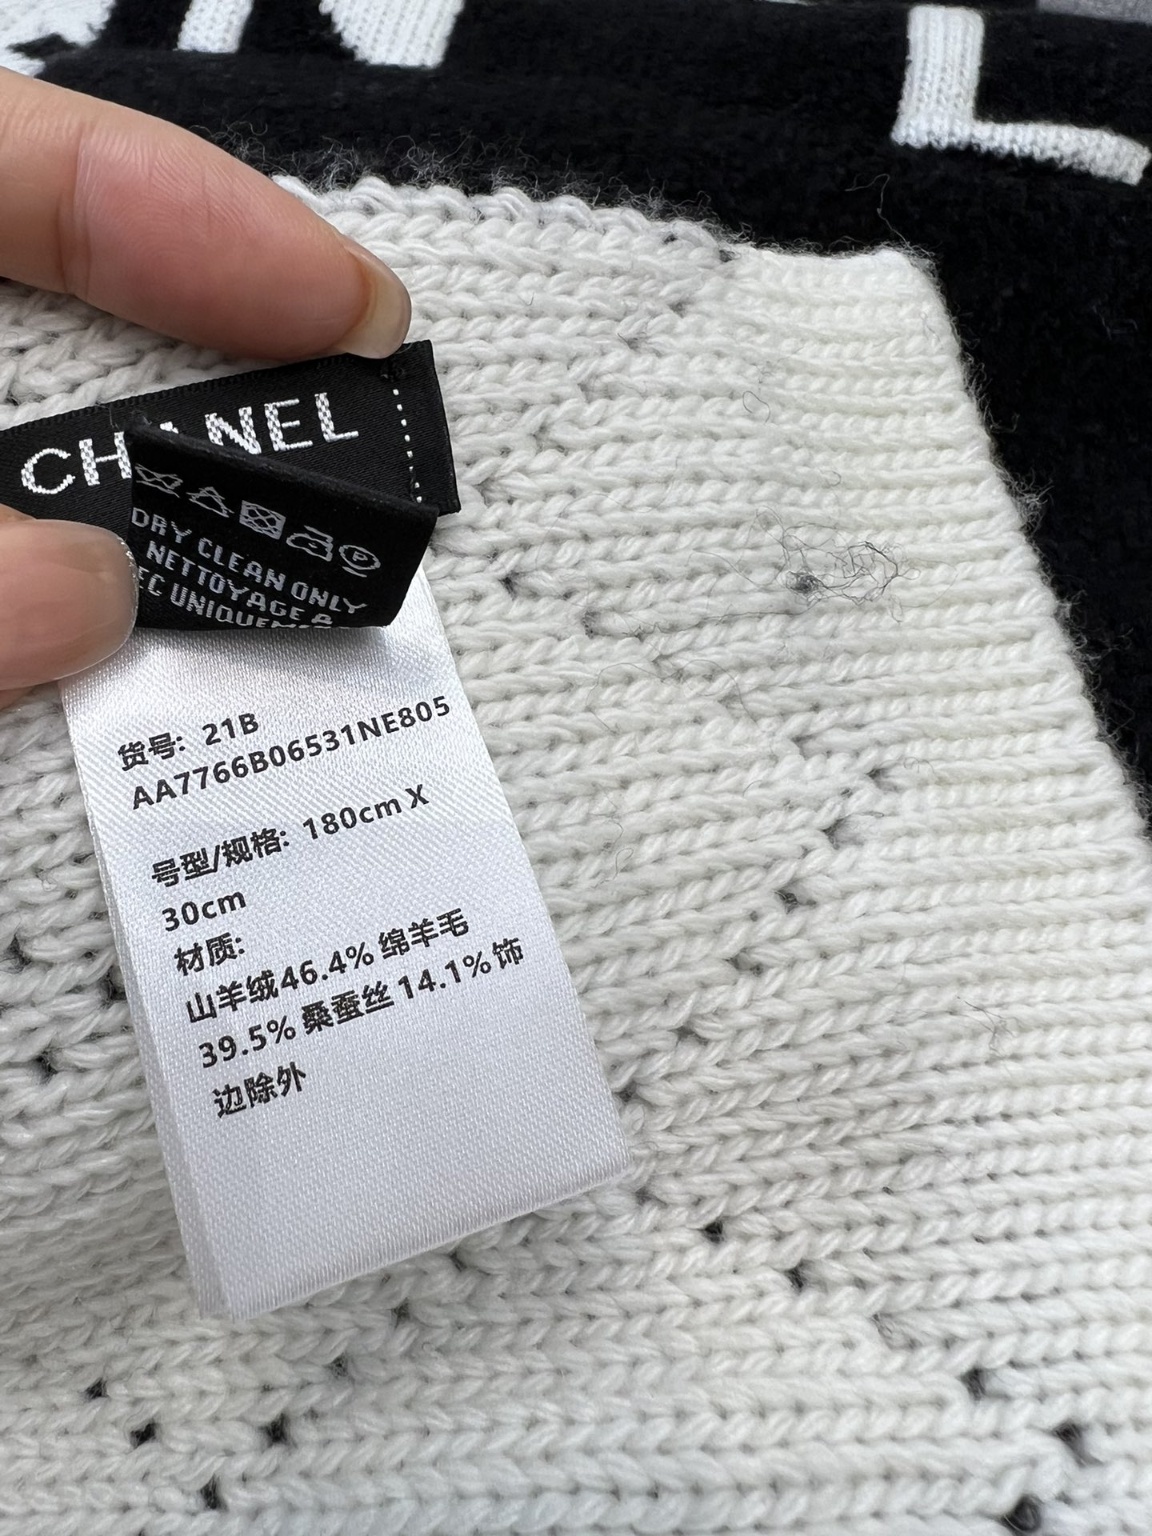 L
CHANEL
DRY CLEAN ONLY
NETTOYAGE A
UNIQUEM
货号: 21B
AA7766B06531NE805
号型/规格: 180cm X
30cm
材质:
山羊绒46.4% 绵羊毛
39.5% 桑蚕丝 14.1% 饰
边除外